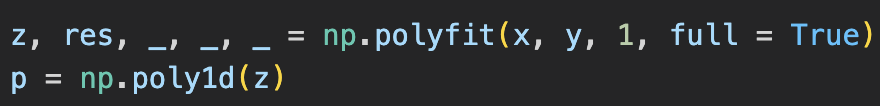 z, res, _, _, _ = np.polyfit(x, y, 1, full = True)
p = np.poly1d(z)